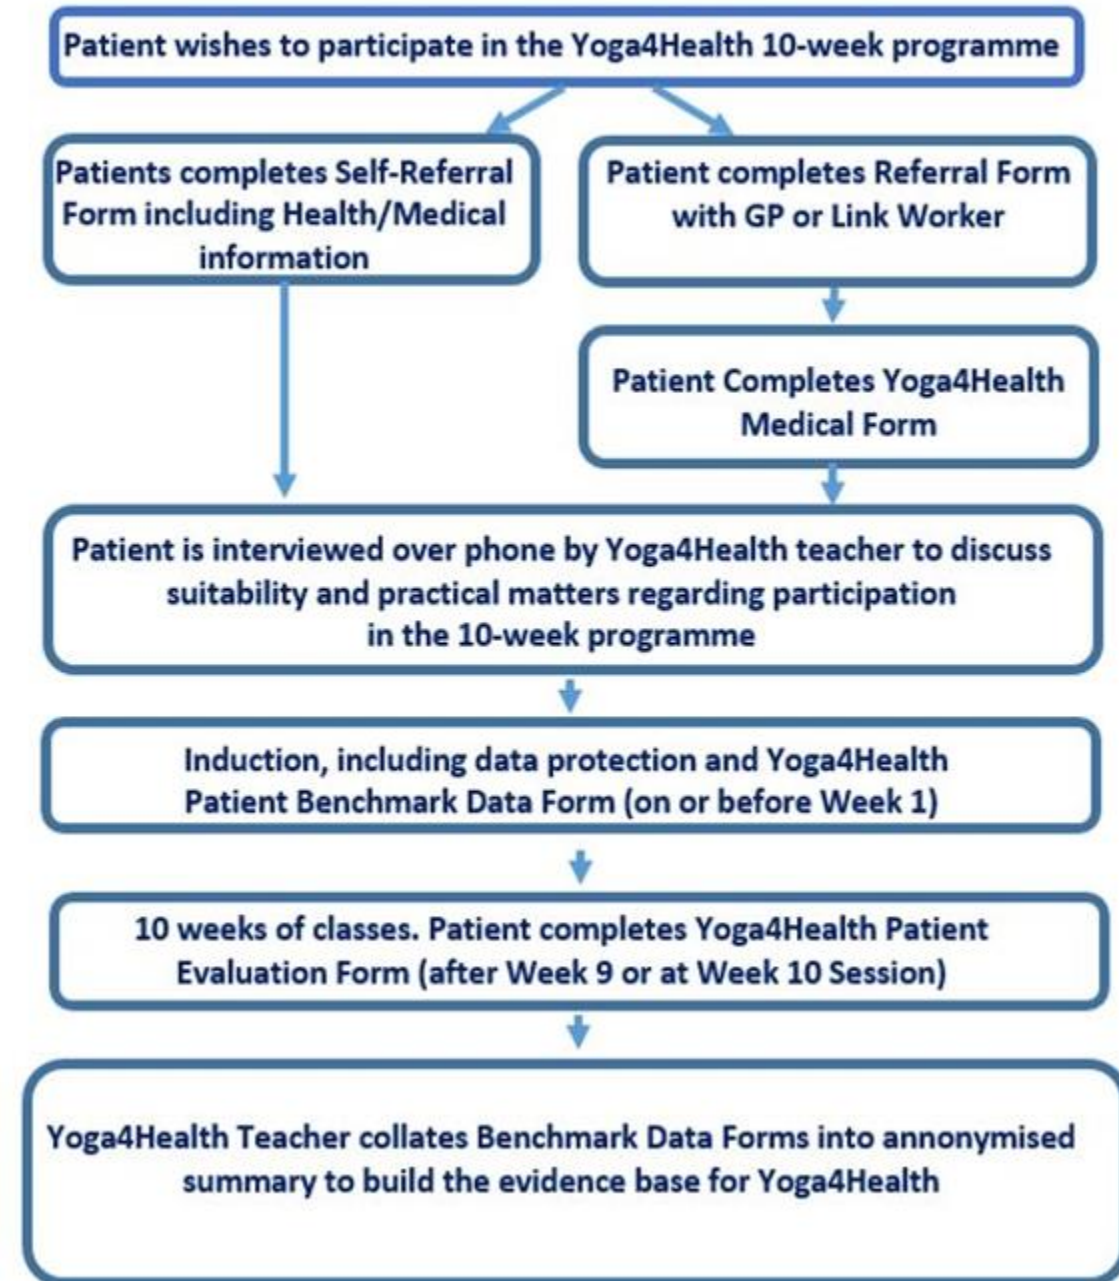 Patient wishes to participate in the Yoga4Health 10-week programme
Patients completes Self-Referral
Form including Health/Medical
information
Patient completes Referral Form
with GP or Link Worker
Patient Completes Yoga4Health
Medical Form
Patient is interviewed over phone by Yoga4Health teacher to discuss
suitability and practical matters regarding participation
in the 10-week programme
Induction, including data protection and Yoga4Health
Patient Benchmark Data Form (on or before Week 1)
10 weeks of classes. Patient completes Yoga4Health Patient
Evaluation Form (after Week 9 or at Week 10 Session)
Yoga4Health Teacher collates Benchmark Data Forms into annonymised
summary to build the evidence base for Yoga4Health